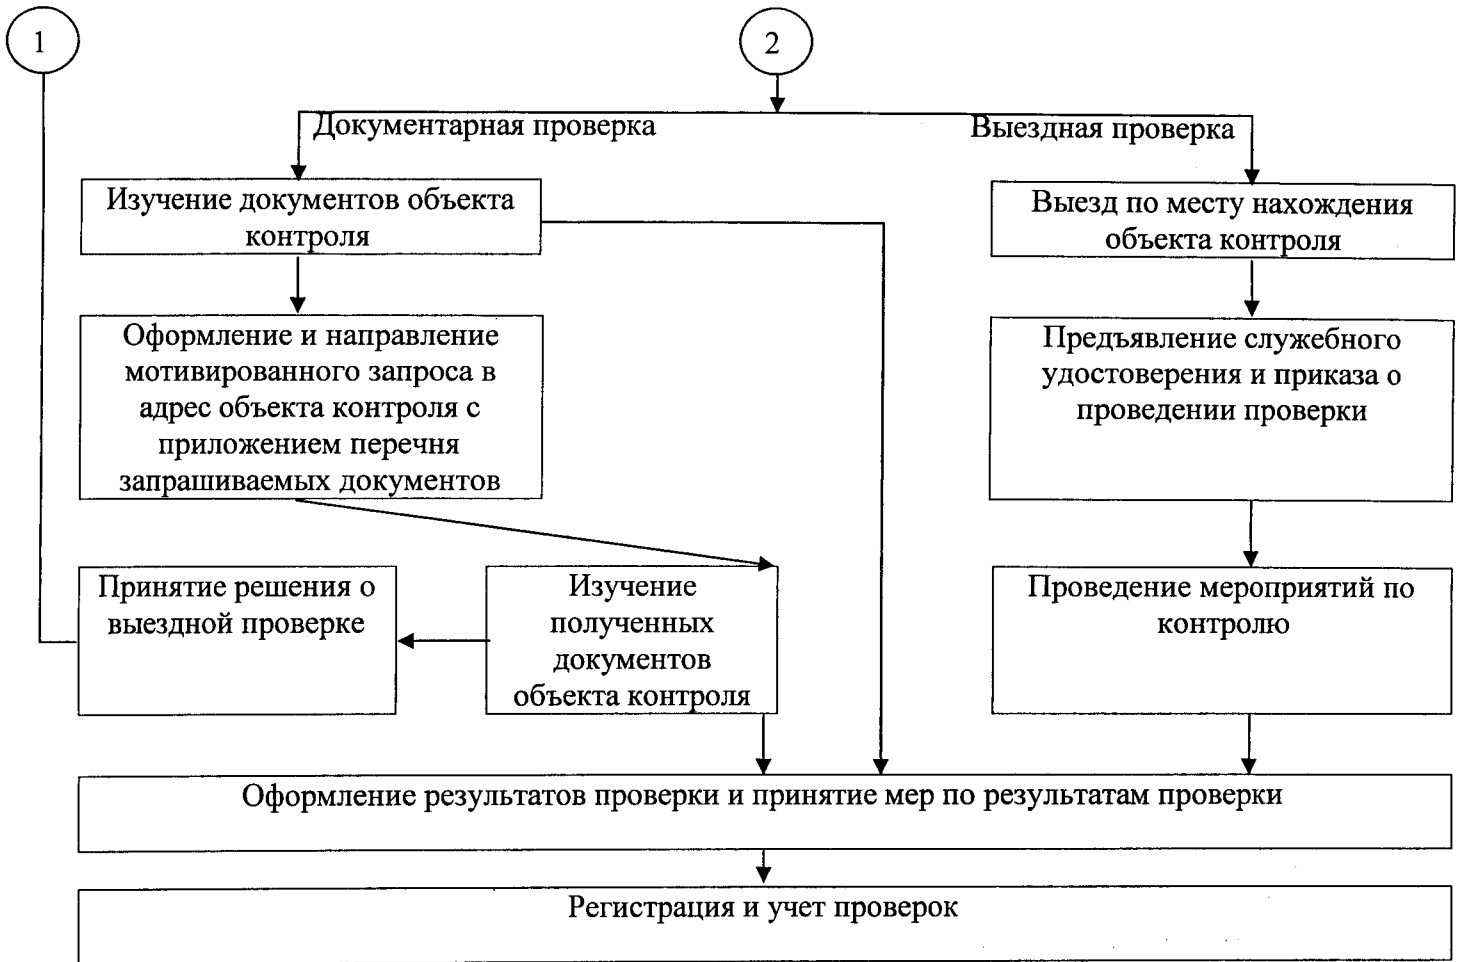 1
2
Документарная проверка
Выездная проверка
Изучение документов объекта
контроля
Выезд по месту нахождения
объекта контроля
Оформление и направление
мотивированного запроса в
адрес объекта контроля с
приложением перечня
запрашиваемых документов
Предъявление служебного
удостоверения и приказа о
проведении проверки
Принятие решения о
выездной проверке
Изучение
полученных
документов
объекта контроля
Проведение мероприятий по
контролю
Оформление результатов проверки и принятие мер по результатам проверки
Регистрация и учет проверок